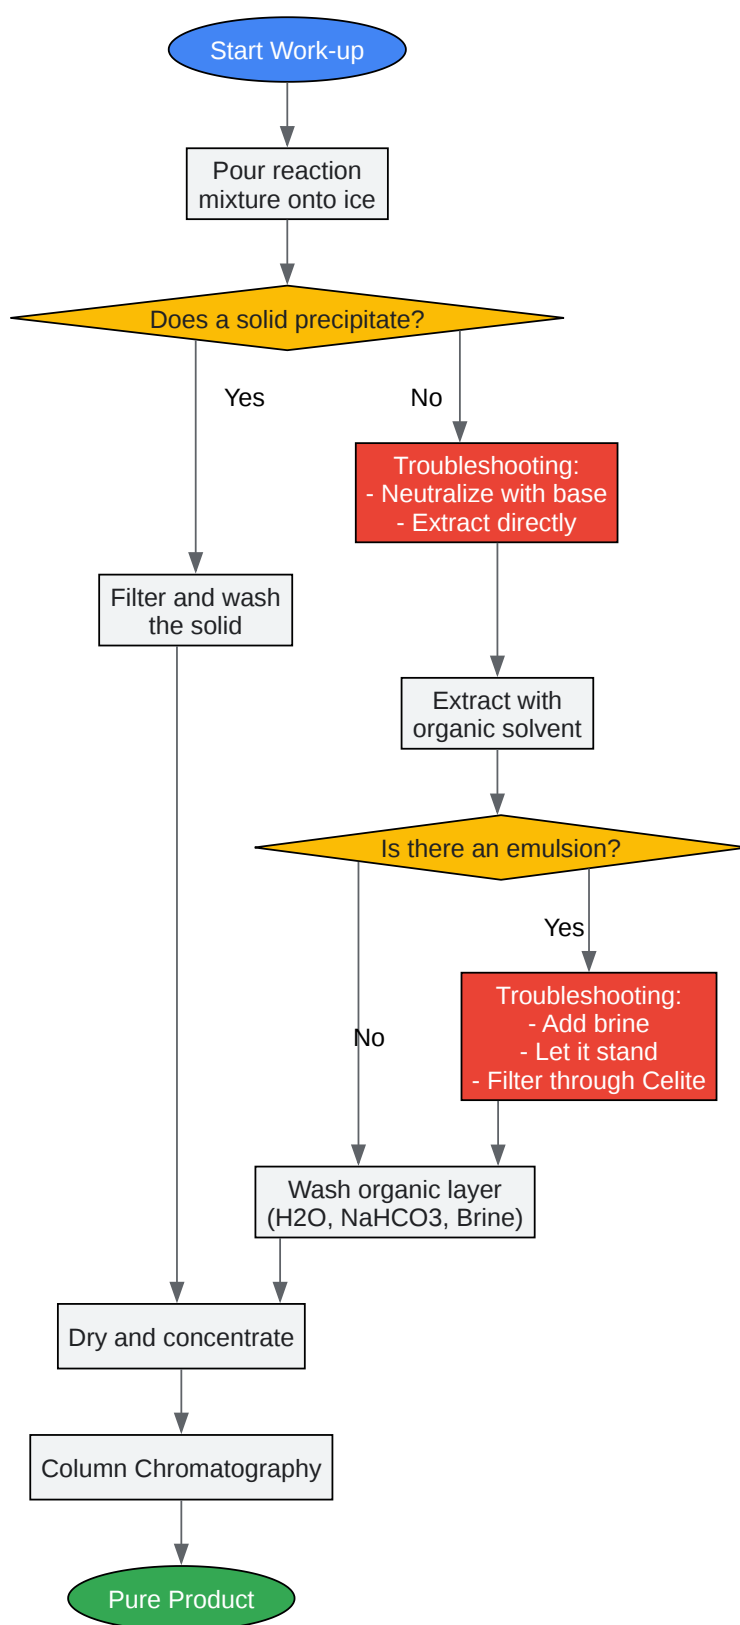 Start Work-up
Pour reaction
mixture onto ice
Does a solid precipitate?
Yes
No
Troubleshooting:
- Neutralize with base
- Extract directly
Filter and wash
the solid
Extract with
organic solvent
Is there an emulsion?
Yes
Troubleshooting:
- Add brine
- Let it stand
- Filter through Celite
No
Wash organic layer
(H2O, NaHCO3, Brine)
Dry and concentrate
Column Chromatography
Pure Product